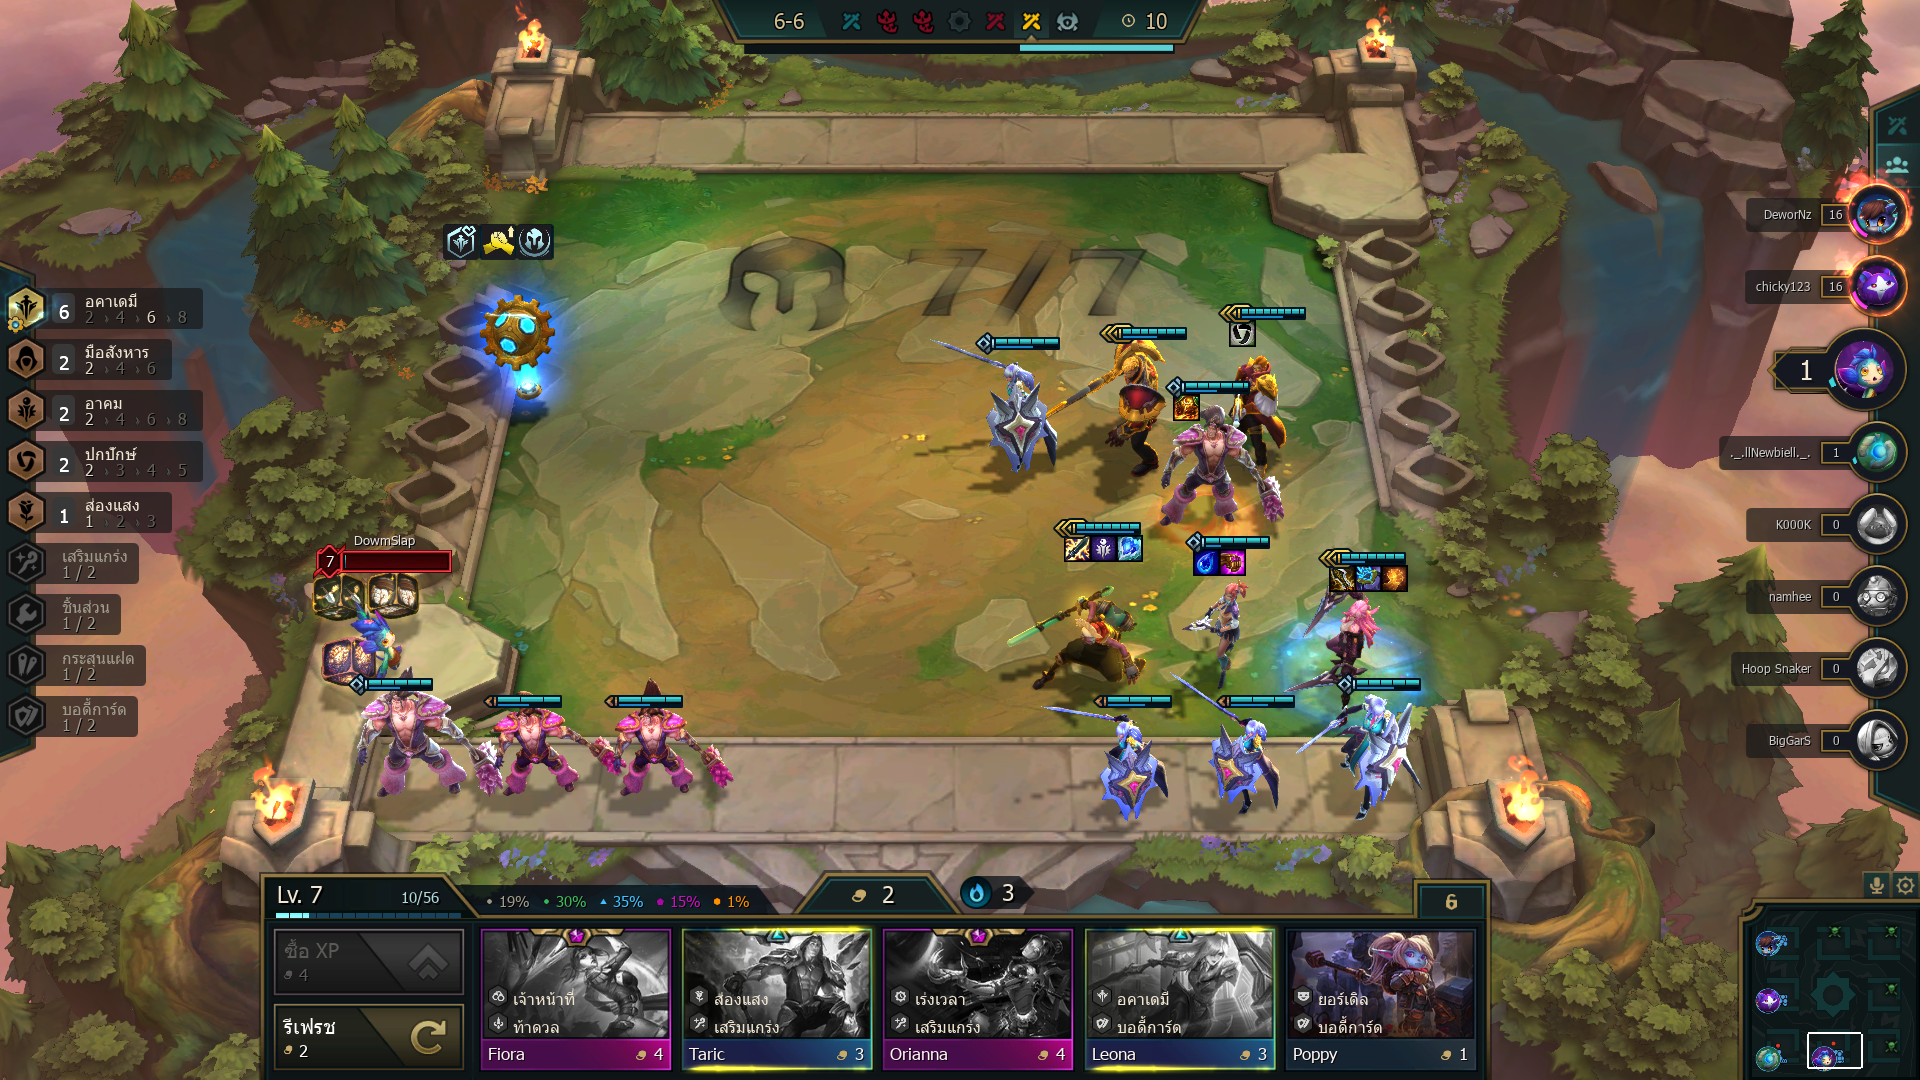 6-6
10
7/7
DeworNz
16
chicky123
16
1
._.llNewbiell._.
1
K000K
0
namhee
0
Hoop Snaker
0
BigGarS
0
6
อคาเดมี
2 › 4 › 6 › 8
2
มือสังหาร
2 › 4 › 6
2
อาคม
2 › 4 › 6 › 8
2
ปกบักษ์
2 › 3 › 4 › 5
1
ส่องแสง
1 › 2 › 3
เสริมแกร่ง
1 / 2
ชิ้นส่วน
1 / 2
กระสุนแฝด
1 / 2
บอดี้การ์ด
1 / 2
DowmSlap
7
Lv. 7
10/56
19%
30%
35%
15%
1%
2
3
6
ซื้อ XP
4
รีเฟรช
2
เจ้าหน้าที่
ท้าดวล
Fiora
4
ส่องแสง
เสริมแกร่ง
Taric
3
เร่งเวลา
เสริมแกร่ง
Orianna
4
อคาเดมี
บอดี้การ์ด
Leona
3
ยอร์เดิล
บอดี้การ์ด
Poppy
1